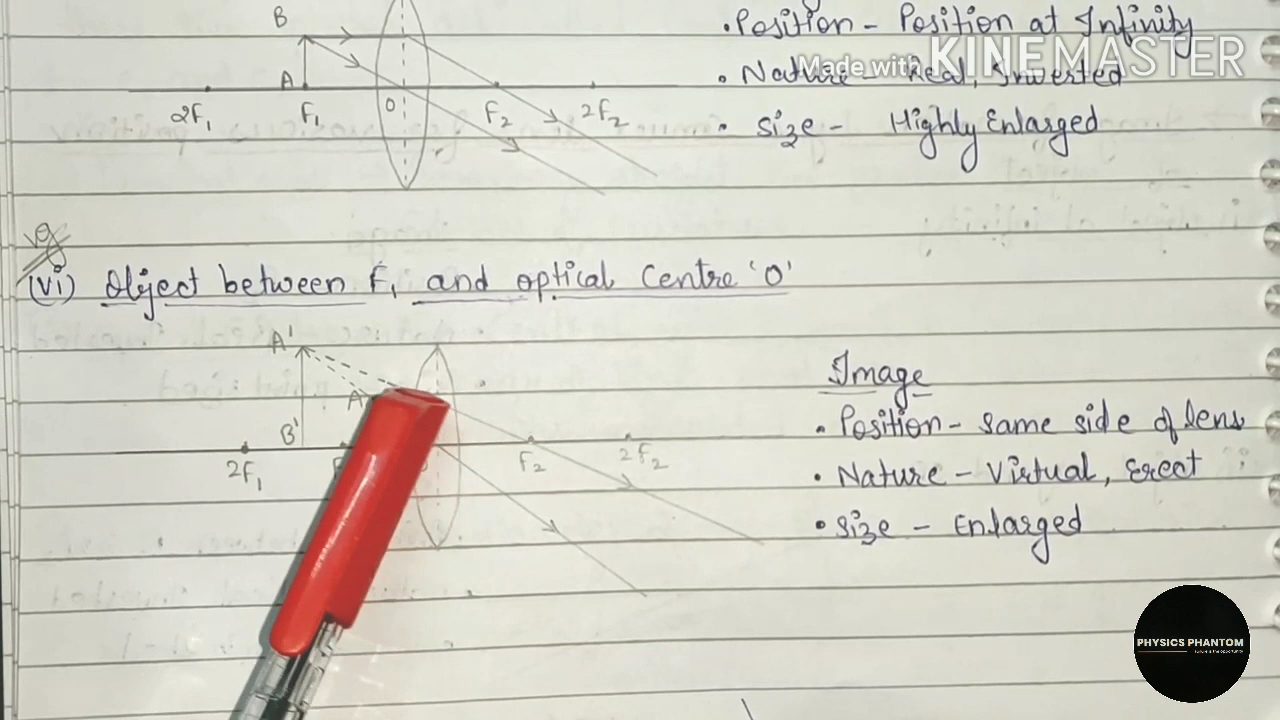 B
• Position - Position at Infinity
Made with KINEMASTER
A
• Nature - Real, Inverted
2F₁ F₁ O F₂ 2F₂
• Size - Highly Enlarged
(vi) Object between F₁ and optical Centre 'O'
A'
Image
A
B'
• Position - Same side of lens
2F₁ F₂ 2F₂
• Nature - Virtual, Erect
• Size - Enlarged
PHYSICS PHANTOM